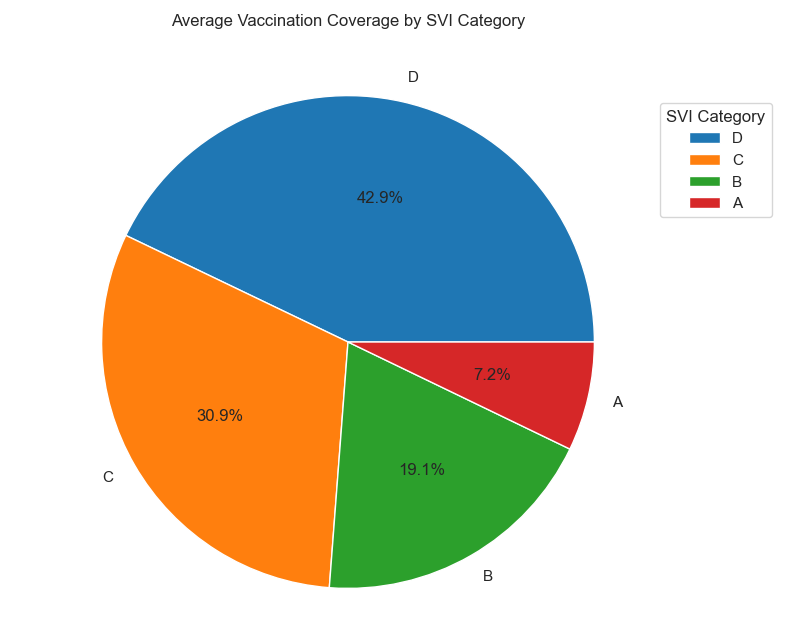 Average Vaccination Coverage by SVI Category
D
SVI Category
D
C
B
A
42.9%
7.2%
A
30.9%
19.1%
C
B